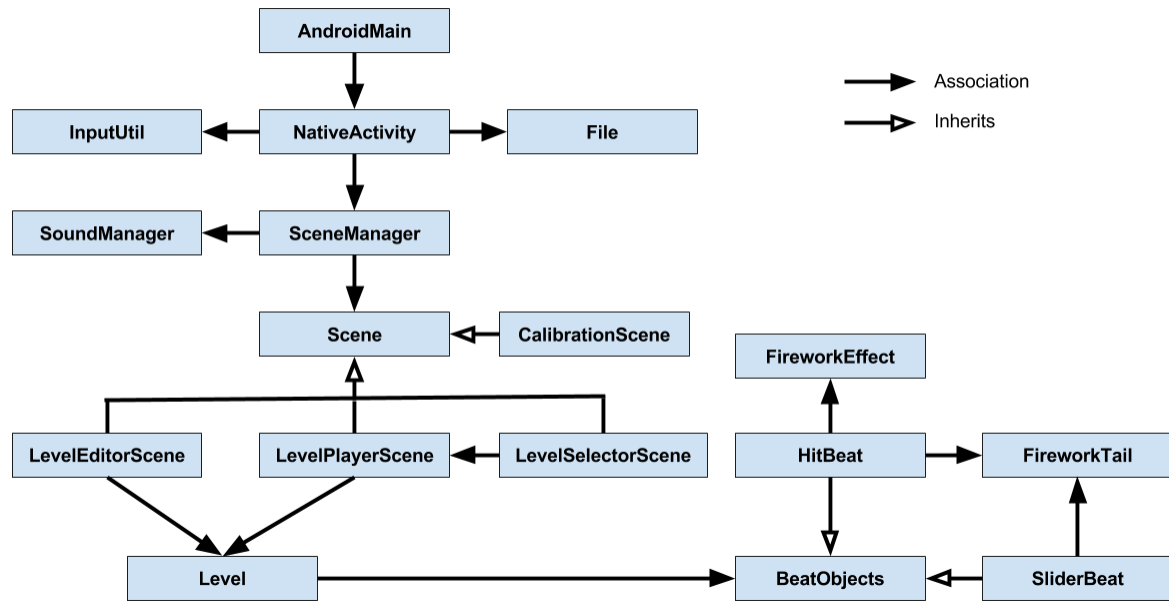 AndroidMain
Association
InputUtil
NativeActivity
File
Inherits
SoundManager
SceneManager
Scene
CalibrationScene
FireworkEffect
LevelEditorScene
LevelPlayerScene
LevelSelectorScene
HitBeat
FireworkTail
Level
BeatObjects
SliderBeat